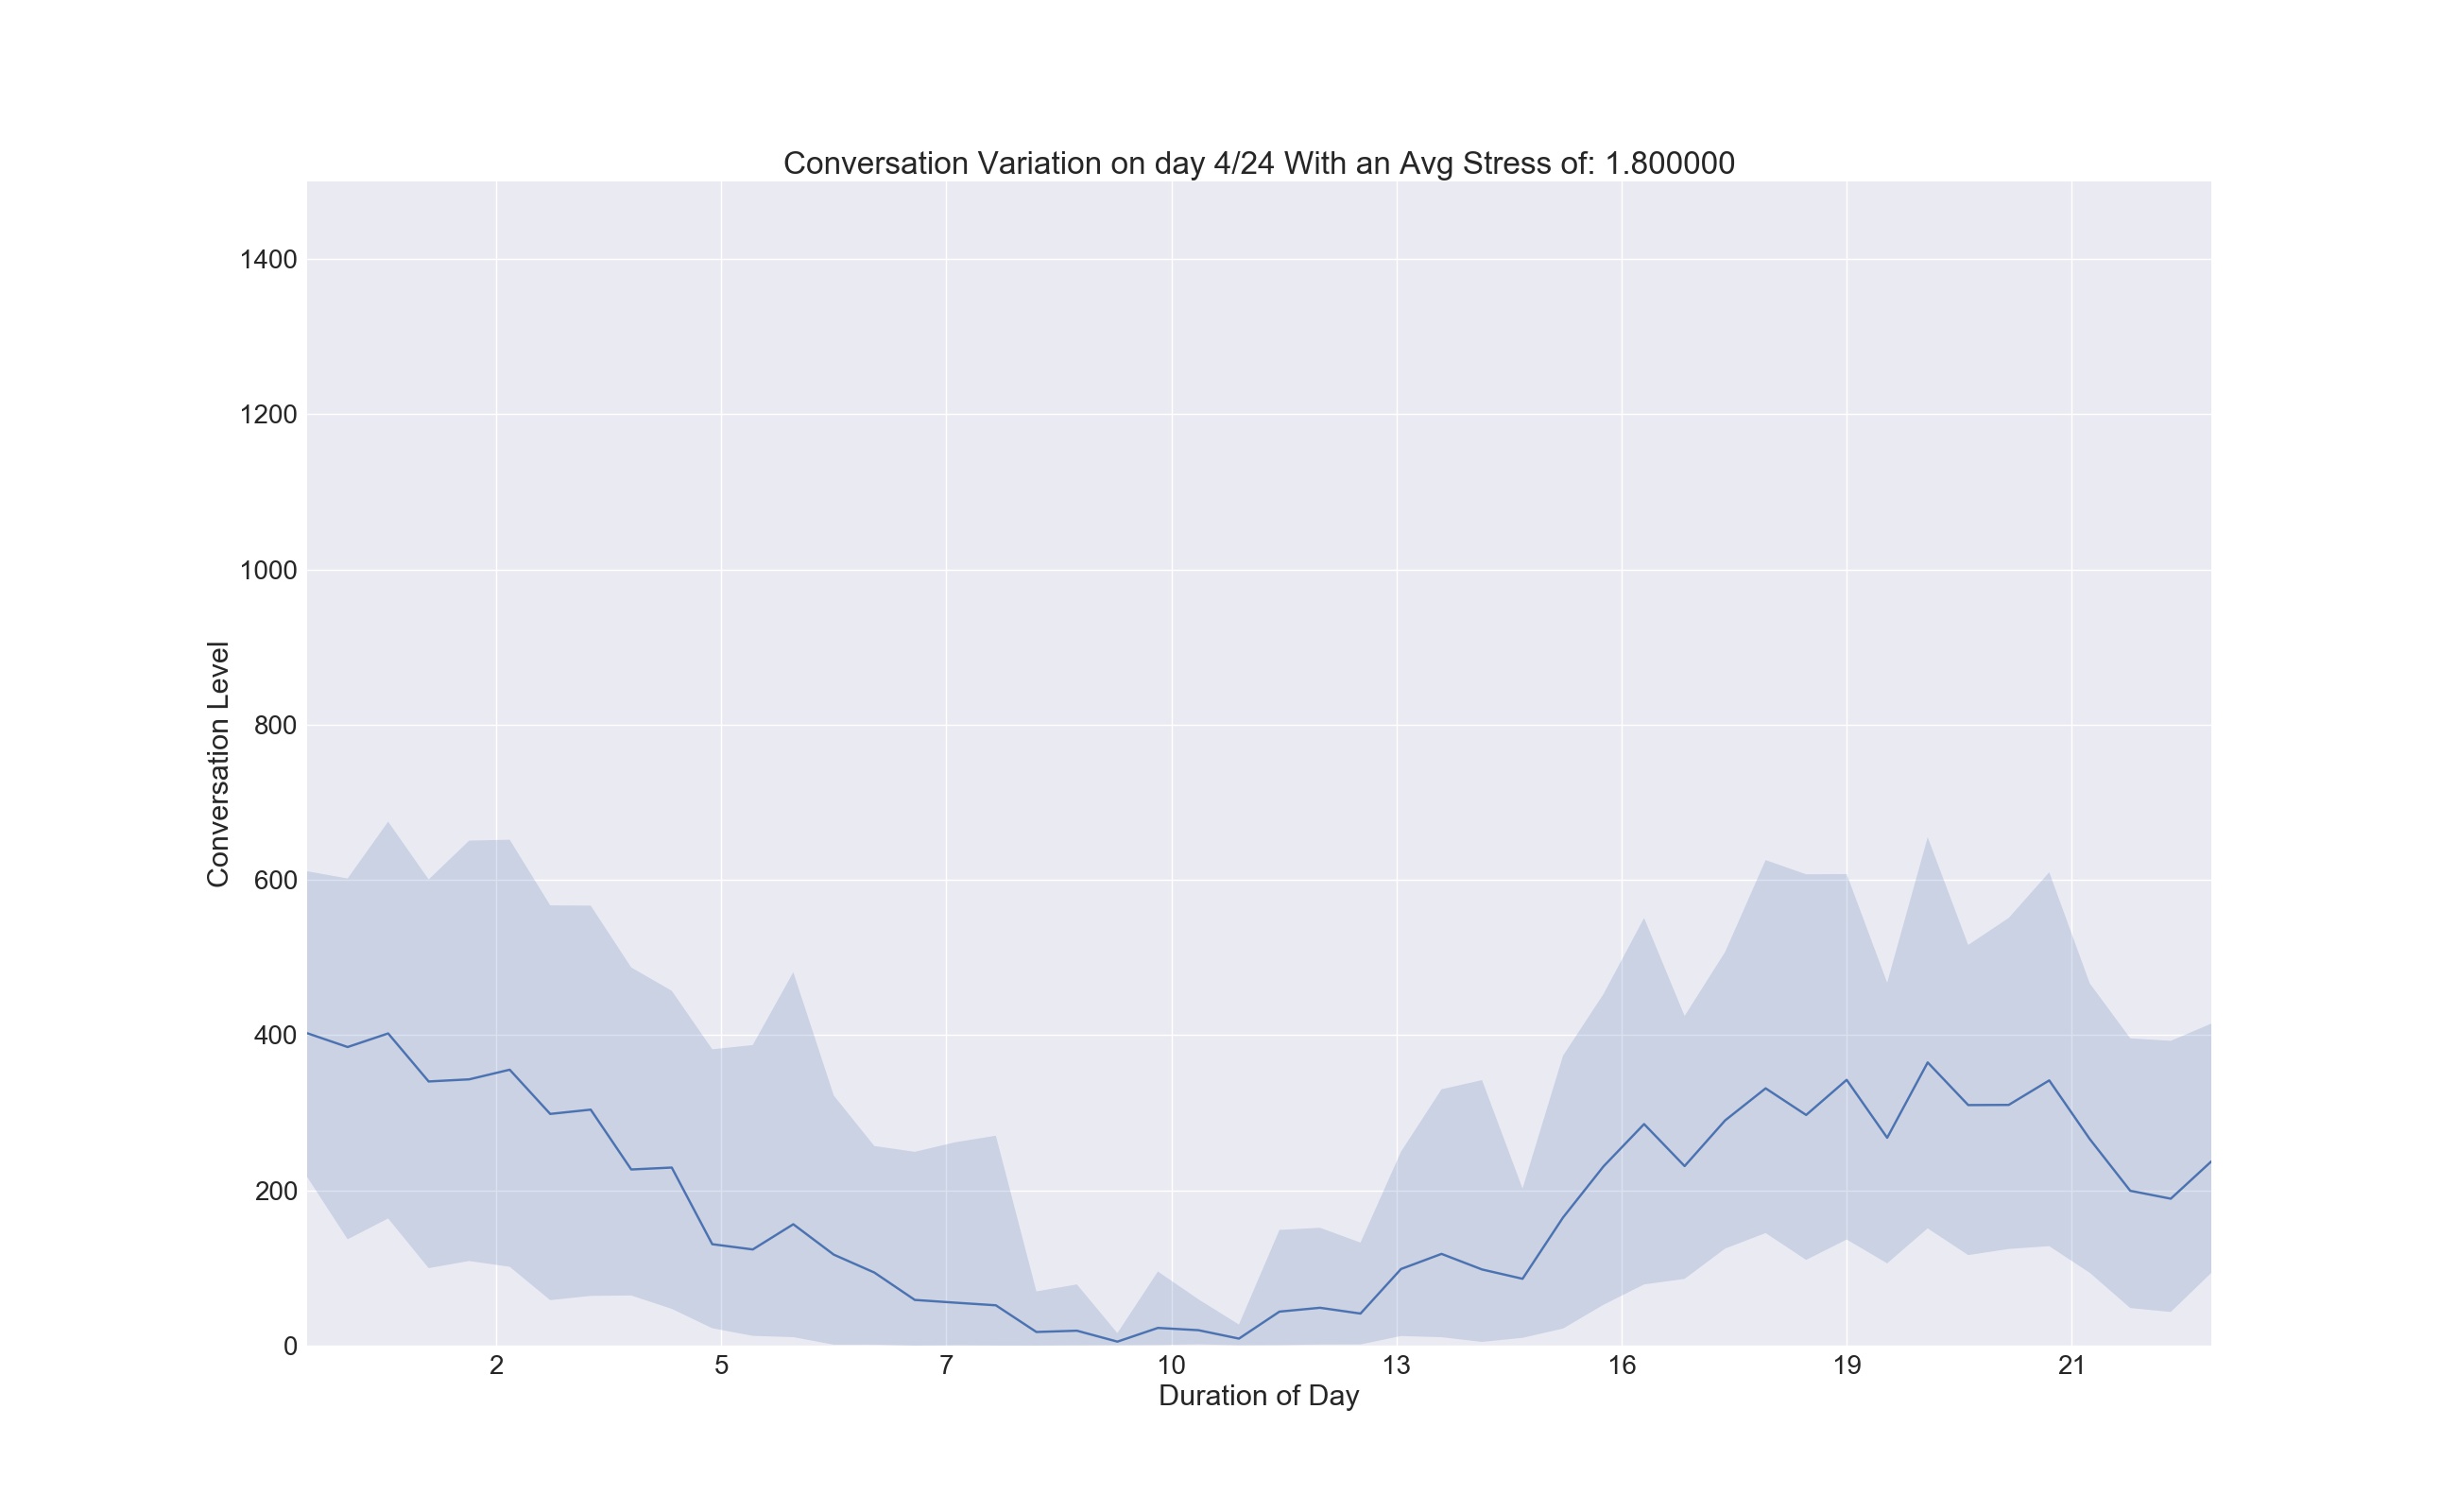 Conversation Variation on day 4/24 With an Avg Stress of: 1.800000
1400
1200
1000
800
600
400
200
0
Conversation Level
2 5 7 10 13 16 19 21
Duration of Day